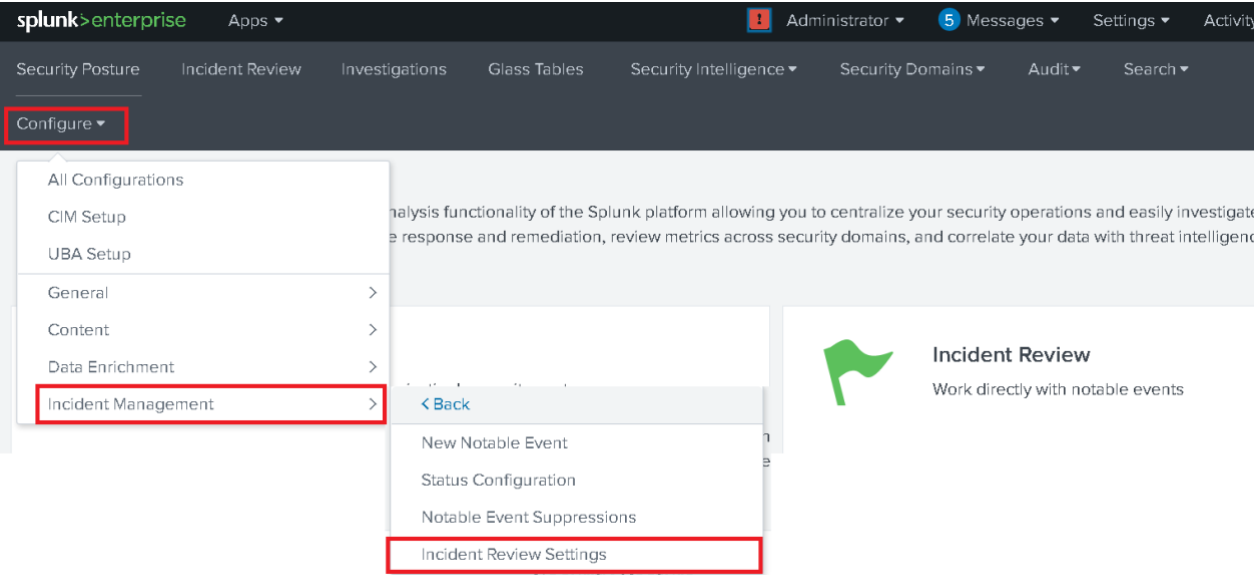 splunk>enterprise Apps ! Administrator 5 Messages Settings Activity
Security Posture Incident Review Investigations Glass Tables Security Intelligence Security Domains Audit Search
Configure
All Configurations
CIM Setup
UBA Setup
General
Content
Data Enrichment
Incident Management
nalysis functionality of the Splunk platform allowing you to centralize your security operations and easily investigate
e response and remediation, review metrics across security domains, and correlate your data with threat intelligenc
< Back
New Notable Event
Status Configuration
Notable Event Suppressions
Incident Review Settings
Incident Review
Work directly with notable events